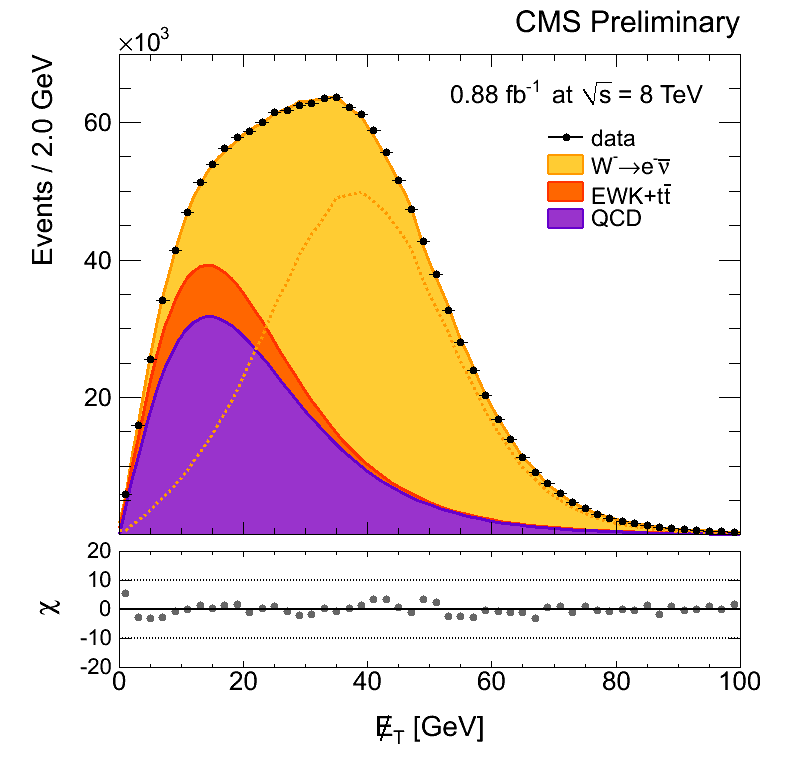 CMS Preliminary
×10³
0.88 fb⁻¹ at √s = 8 TeV
data
W⁻→e⁻ν̅
EWK+tt̅
QCD
Events / 2.0 GeV
60
40
20
20
10
0
-10
-20
χ
0 20 40 60 80 100
E̸_T [GeV]